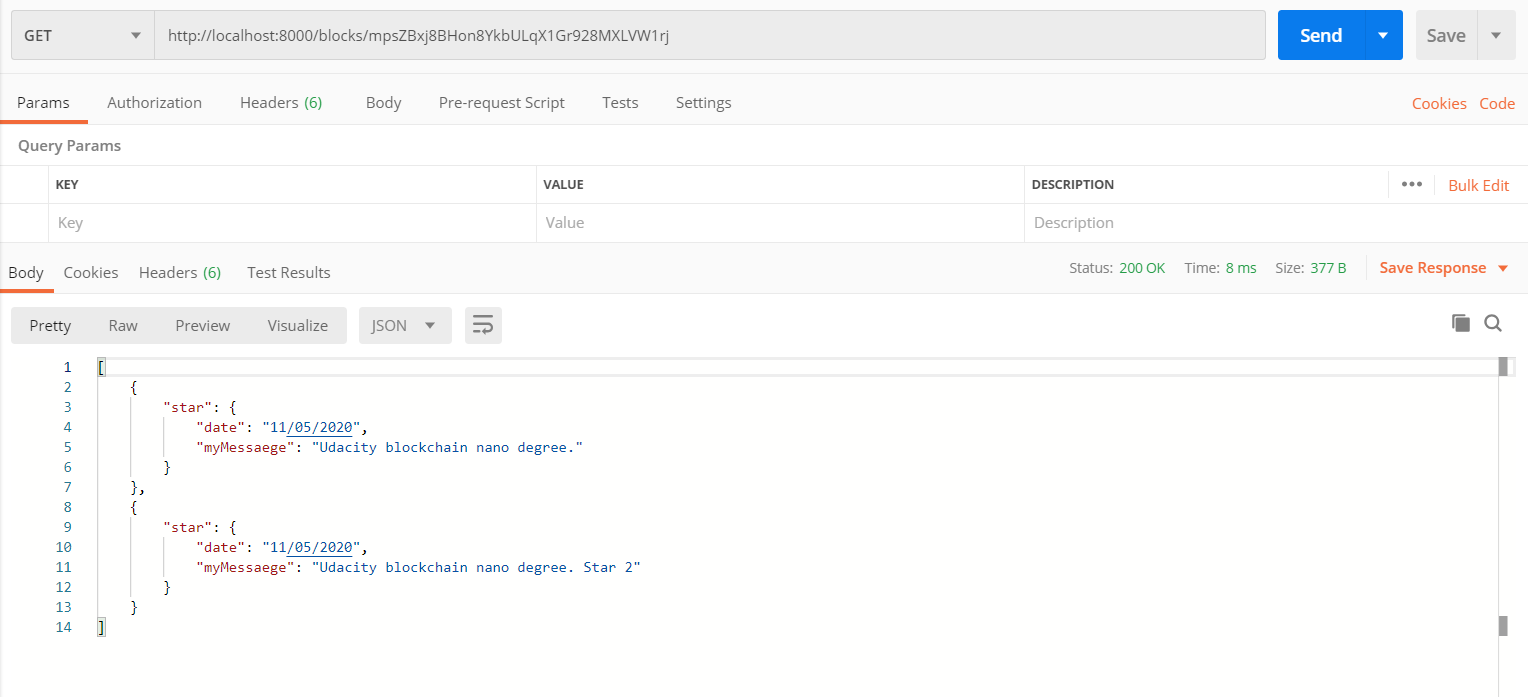 GET http://localhost:8000/blocks/mpsZBxj8BHon8YkbULqX1Gr928MXLVW1rj Send Save
Params Authorization Headers (6) Body Pre-request Script Tests Settings Cookies Code
Query Params
KEY VALUE DESCRIPTION ••• Bulk Edit
Key Value Description
Body Cookies Headers (6) Test Results Status: 200 OK Time: 8 ms Size: 377 B Save Response
Pretty Raw Preview Visualize JSON
1 [
2 {
3 "star": {
4 "date": "11/05/2020",
5 "myMessaege": "Udacity blockchain nano degree."
6 }
7 },
8 {
9 "star": {
10 "date": "11/05/2020",
11 "myMessaege": "Udacity blockchain nano degree. Star 2"
12 }
13 }
14 ]